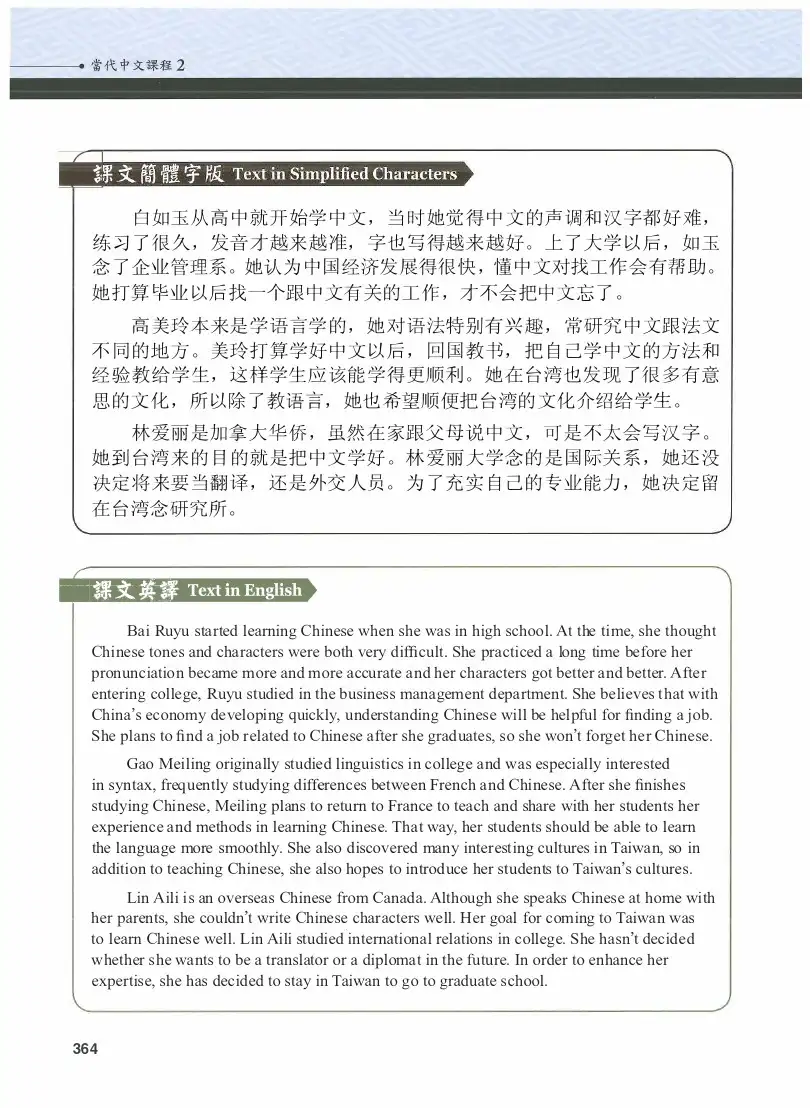 當代中文課程 2
課文簡體字版 Text in Simplified Characters
白如玉从高中就开始学中文，当时她觉得中文的声调和汉字都好难，
练习了很久，发音才越来越准，字也写得越来越好。上了大学以后，如玉
念了企业管理系。她认为中国经济发展得很快，懂中文对找工作会有帮助。
她打算毕业以后找一个跟中文有关的工作，才不会把中文忘了。
高美玲本来是学语言学的，她对语法特别有兴趣，常研究中文跟法文
不同的地方。美玲打算学好中文以后，回国教书，把自己学中文的方法和
经验教给学生，这样学生应该能学得更顺利。她在台湾也发现了很多有意
思的文化，所以除了教语言，她也希望顺便把台湾的文化介绍给学生。
林爱丽是加拿大华侨，虽然在家跟父母说中文，可是不太会写汉字。
她到台湾来的目的就是把中文学好。林爱丽大学念的是国际关系，她还没
决定将来要当翻译，还是外交人员。为了充实自己的专业能力，她决定留
在台湾念研究所。
課文英譯 Text in English
Bai Ruyu started learning Chinese when she was in high school. At the time, she thought
Chinese tones and characters were both very difficult. She practiced a long time before her
pronunciation became more and more accurate and her characters got better and better. After
entering college, Ruyu studied in the business management department. She believes that with
China's economy developing quickly, understanding Chinese will be helpful for finding a job.
She plans to find a job related to Chinese after she graduates, so she won't forget her Chinese.
Gao Meiling originally studied linguistics in college and was especially interested
in syntax, frequently studying differences between French and Chinese. After she finishes
studying Chinese, Meiling plans to return to France to teach and share with her students her
experience and methods in learning Chinese. That way, her students should be able to learn
the language more smoothly. She also discovered many interesting cultures in Taiwan, so in
addition to teaching Chinese, she also hopes to introduce her students to Taiwan's cultures.
Lin Aili is an overseas Chinese from Canada. Although she speaks Chinese at home with
her parents, she couldn't write Chinese characters well. Her goal for coming to Taiwan was
to learn Chinese well. Lin Aili studied international relations in college. She hasn't decided
whether she wants to be a translator or a diplomat in the future. In order to enhance her
expertise, she has decided to stay in Taiwan to go to graduate school.
364